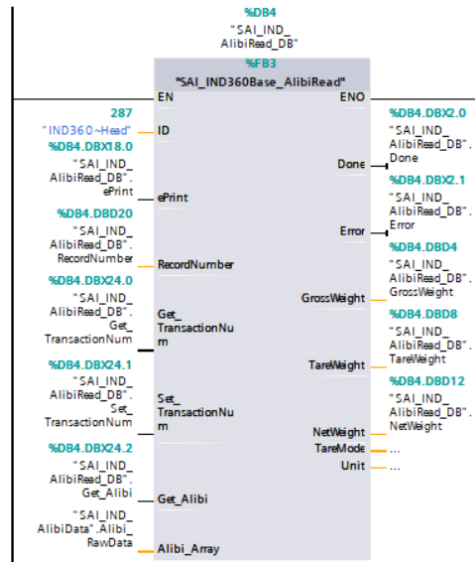 %DB4
"SAI_IND_
AlibiRead_DB"
%FB3
"SAI_IND360Base_AlibiRead"
EN
ENO
287
"IND360~Head"
ID
%DB4.DBX18.0
"SAI_IND_
AlibiRead_DB".
ePrint
ePrint
%DB4.DBD20
"SAI_IND_
AlibiRead_DB".
RecordNumber
RecordNumber
%DB4.DBX24.0
"SAI_IND_
AlibiRead_DB".
Get_
TransactionNum
Get_
TransactionNu
m
%DB4.DBX24.1
"SAI_IND_
AlibiRead_DB".
Set_
TransactionNum
Set_
TransactionNu
m
%DB4.DBX24.2
"SAI_IND_
AlibiRead_DB".
Get_Alibi
Get_Alibi
"SAI_IND_
AlibiData".Alibi_
RawData
Alibi_Array
%DB4.DBX2.0
"SAI_IND_
AlibiRead_DB".
Done
Done
%DB4.DBX2.1
"SAI_IND_
AlibiRead_DB".
Error
Error
%DB4.DBD4
"SAI_IND_
AlibiRead_DB".
GrossWeight
GrossWeight
%DB4.DBD8
"SAI_IND_
AlibiRead_DB".
TareWeight
TareWeight
%DB4.DBD12
"SAI_IND_
AlibiRead_DB".
NetWeight
NetWeight
TareMode
...
Unit
...